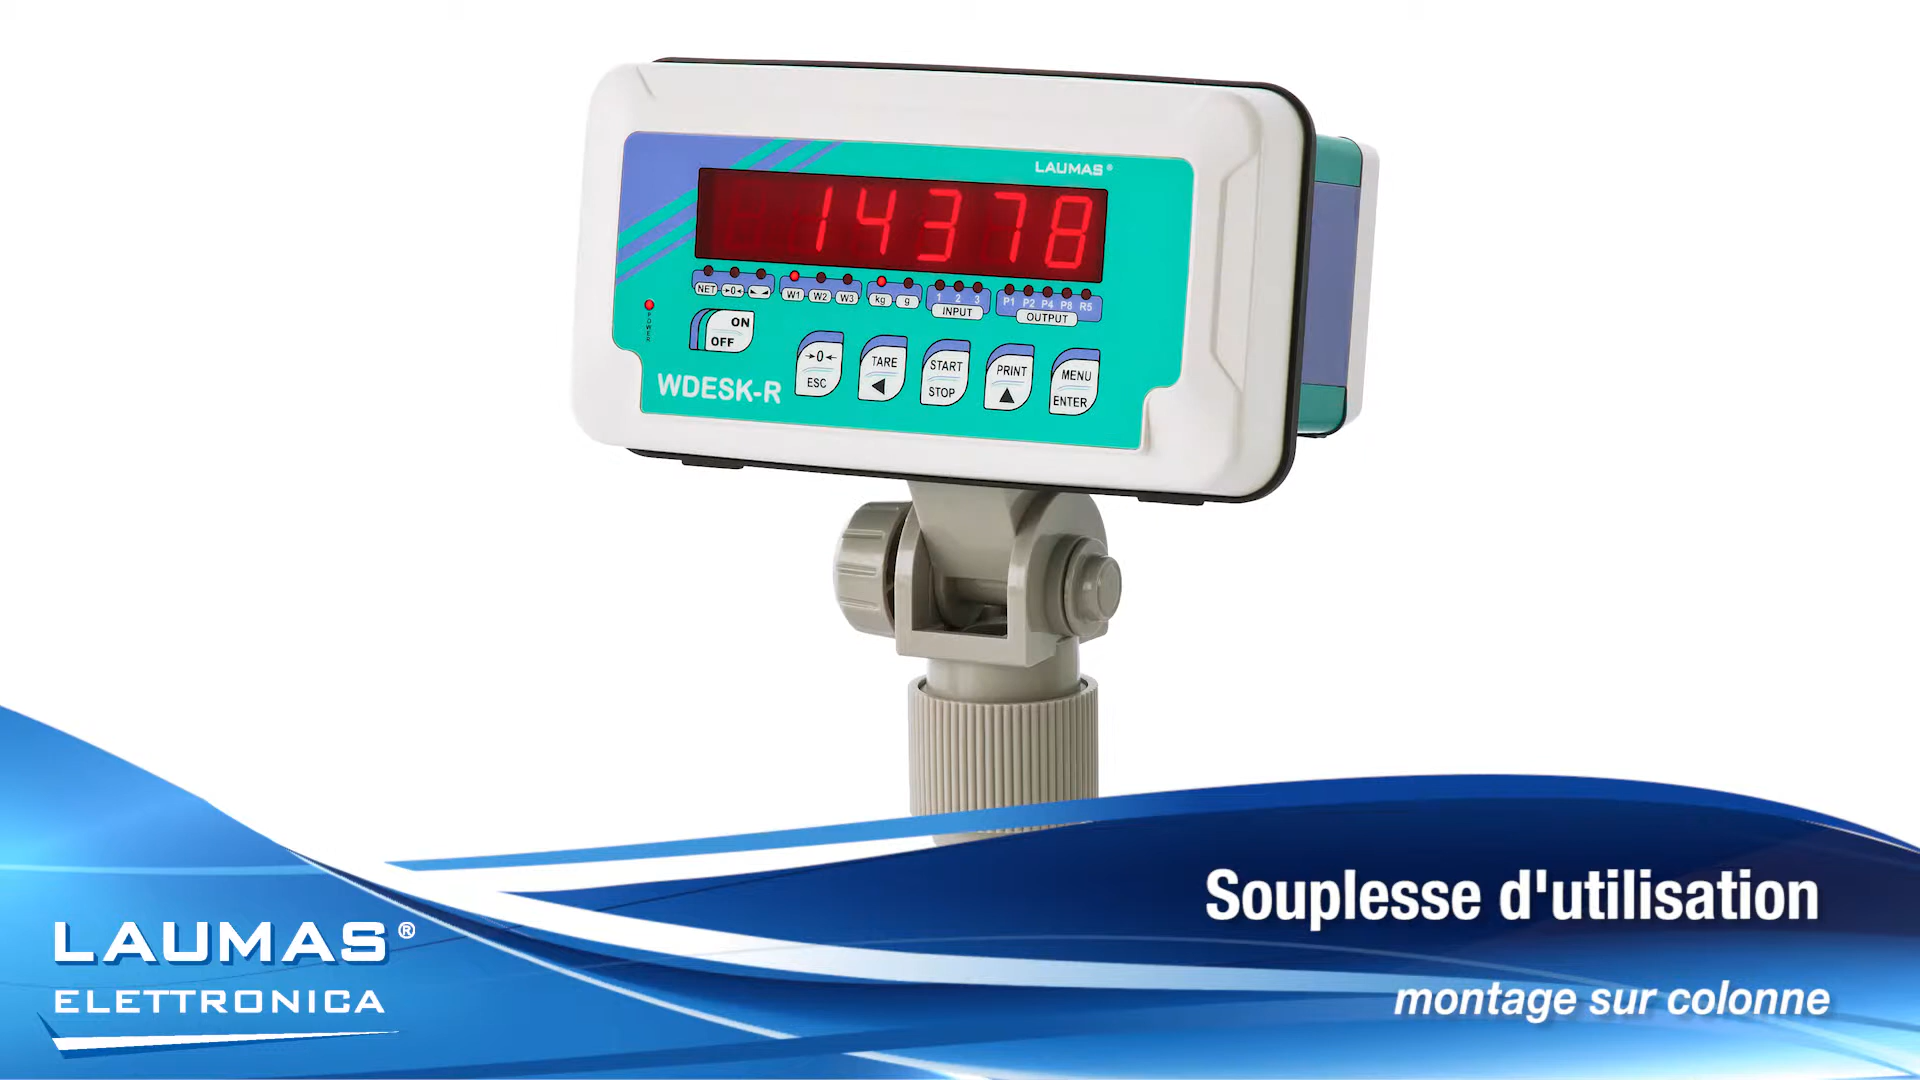 LAUMAS®
14378
NET →0←
W1 W2 W3
kg g
1 2 3
INPUT
P1 P2 P4 P8 R5
OUTPUT
POWER
ON
OFF
→0←
ESC
TARE
START
STOP
PRINT
MENU
ENTER
WDESK-R
Souplesse d'utilisation
montage sur colonne
LAUMAS®
ELETTRONICA